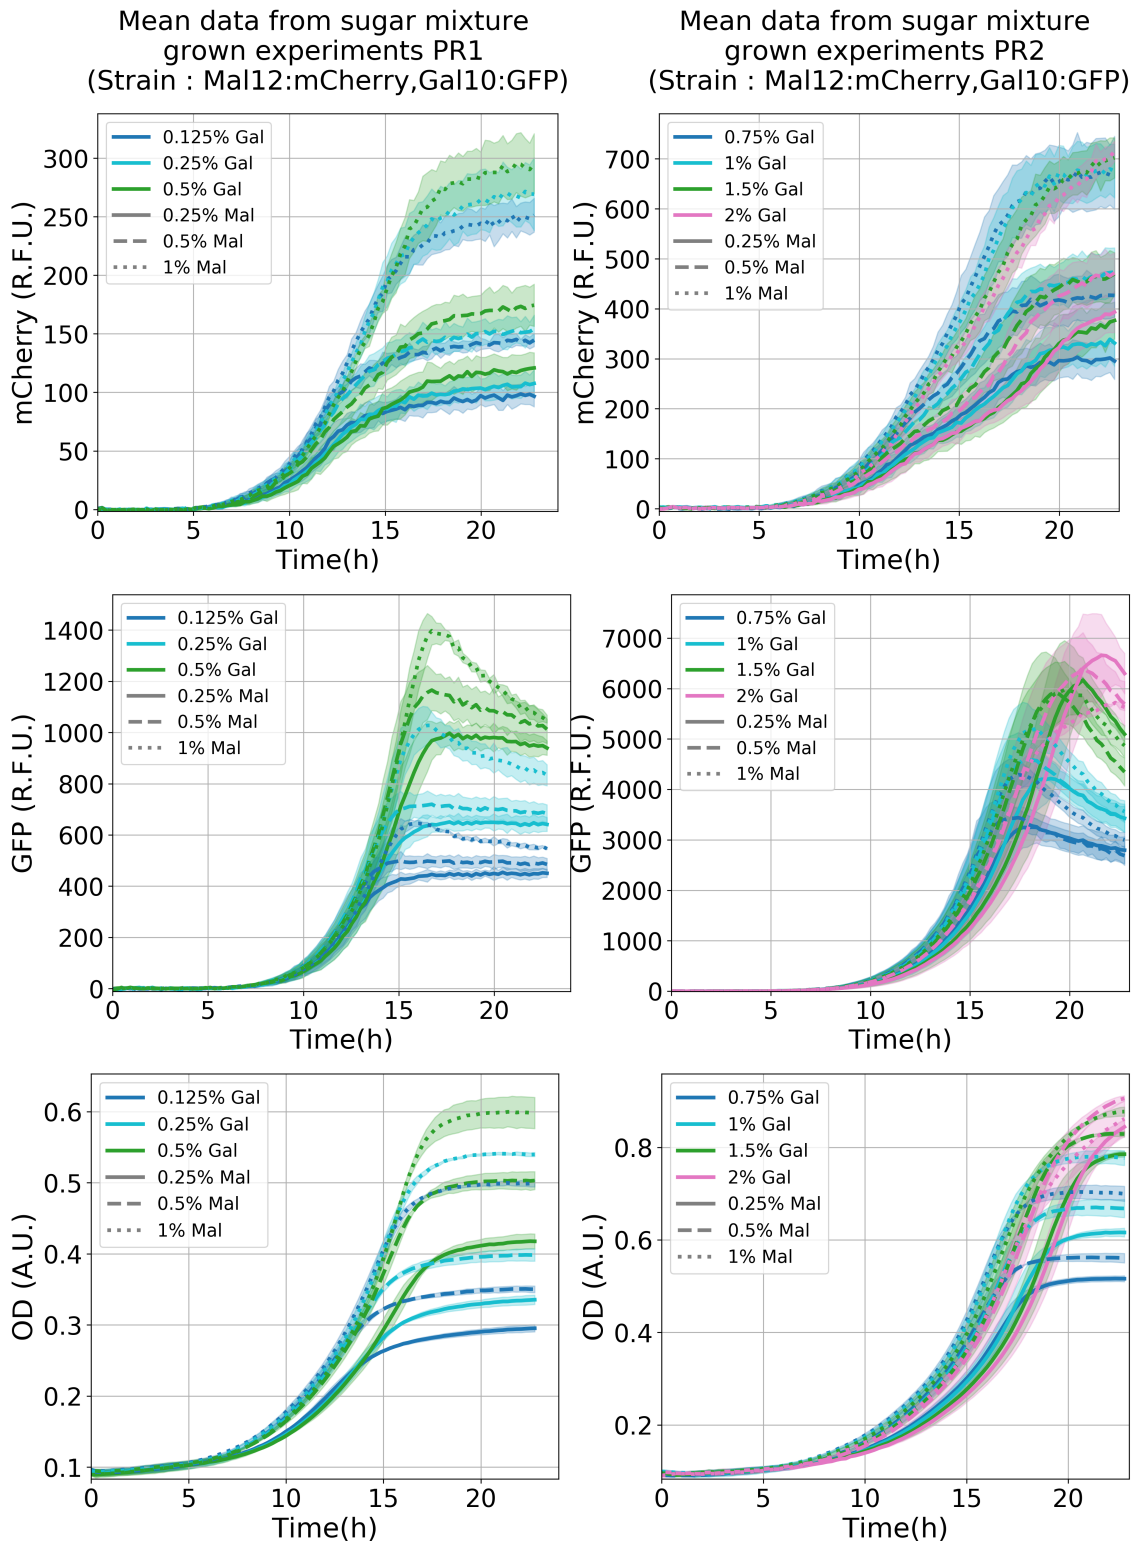 Mean data from sugar mixture
grown experiments PR1
(Strain : Mal12:mCherry,Gal10:GFP)
Mean data from sugar mixture
grown experiments PR2
(Strain : Mal12:mCherry,Gal10:GFP)
0.125% Gal
0.25% Gal
0.5% Gal
0.25% Mal
0.5% Mal
1% Mal
mCherry (R.F.U.)
300
250
200
150
100
50
0
0
5
10
15
20
Time(h)
0.75% Gal
1% Gal
1.5% Gal
2% Gal
0.25% Mal
0.5% Mal
1% Mal
mCherry (R.F.U.)
700
600
500
400
300
200
100
0
0
5
10
15
20
Time(h)
0.125% Gal
0.25% Gal
0.5% Gal
0.25% Mal
0.5% Mal
1% Mal
GFP (R.F.U.)
1400
1200
1000
800
600
400
200
0
0
5
10
15
20
Time(h)
0.75% Gal
1% Gal
1.5% Gal
2% Gal
0.25% Mal
0.5% Mal
1% Mal
GFP (R.F.U.)
7000
6000
5000
4000
3000
2000
1000
0
0
5
10
15
20
Time(h)
0.125% Gal
0.25% Gal
0.5% Gal
0.25% Mal
0.5% Mal
1% Mal
OD (A.U.)
0.6
0.5
0.4
0.3
0.2
0.1
0
5
10
15
20
Time(h)
0.75% Gal
1% Gal
1.5% Gal
2% Gal
0.25% Mal
0.5% Mal
1% Mal
OD (A.U.)
0.8
0.6
0.4
0.2
0
5
10
15
20
Time(h)